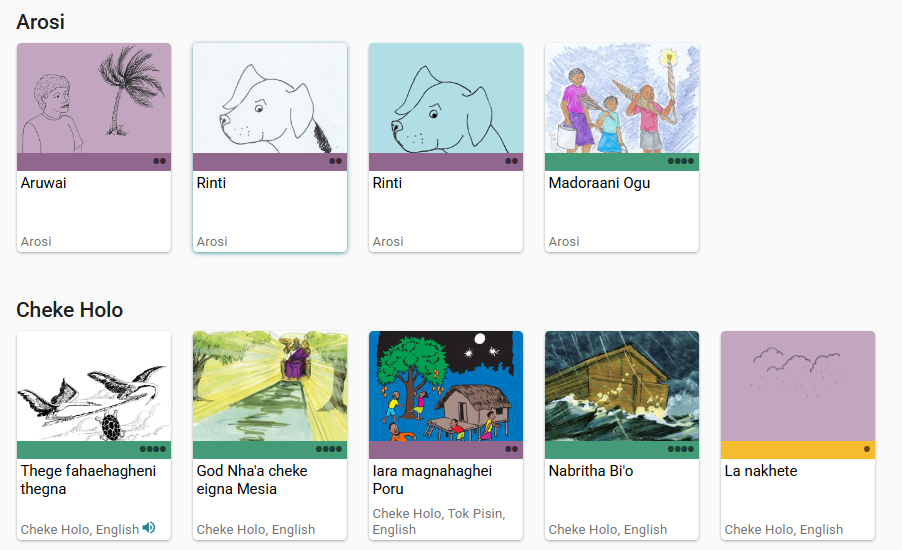 Arosi
Aruwai
Arosi
Rinti
Arosi
Rinti
Arosi
Madoraani Ogu
Arosi
Cheke Holo
Thege fahaehagheni
thegna
Cheke Holo, English
God Nha'a cheke
eigna Mesia
Cheke Holo, English
Iara magnahaghei
Poru
Cheke Holo, Tok Pisin,
English
Nabritha Bi'o
Cheke Holo, English
La nakhete
Cheke Holo, English